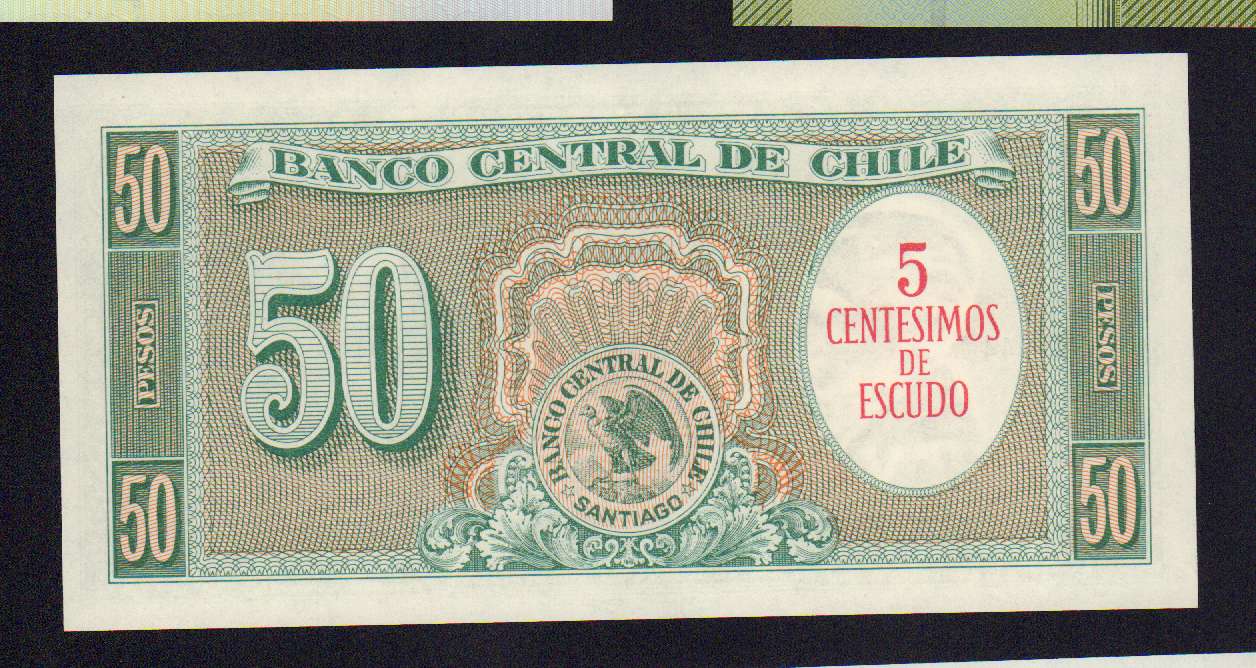 BANCO CENTRAL DE CHILE
50
50
50
5
CENTESIMOS
DE
ESCUDO
PESOS
PESOS
BANCO CENTRAL DE CHILE
SANTIAGO
50
50